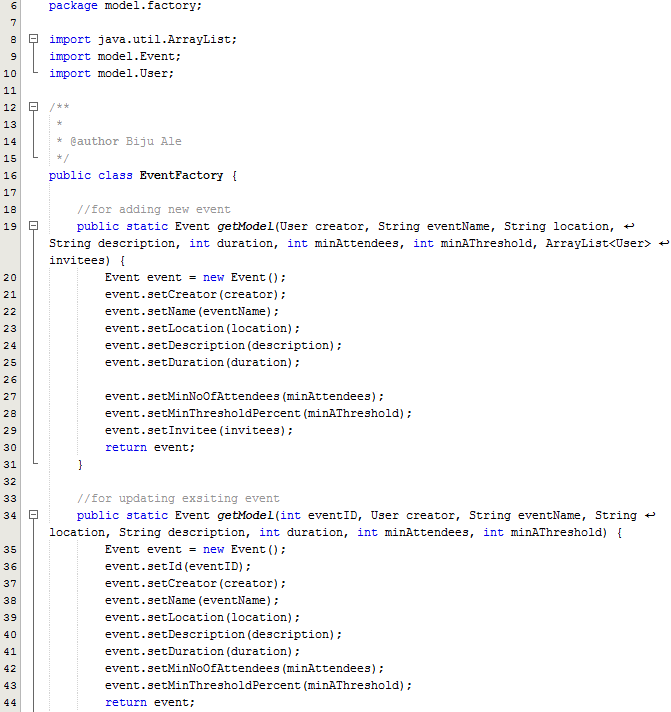 6 package model.factory;
7
8 import java.util.ArrayList;
9 import model.Event;
10 import model.User;
11
12 /**
13 *
14 * @author Biju Ale
15 */
16 public class EventFactory {
17
18 //for adding new event
19 public static Event getModel(User creator, String eventName, String location, ↩
String description, int duration, int minAttendees, int minAThreshold, ArrayList<User> ↩
invitees) {
20 Event event = new Event();
21 event.setCreator(creator);
22 event.setName(eventName);
23 event.setLocation(location);
24 event.setDescription(description);
25 event.setDuration(duration);
26
27 event.setMinNoOfAttendees(minAttendees);
28 event.setMinThresholdPercent(minAThreshold);
29 event.setInvitee(invitees);
30 return event;
31 }
32
33 //for updating exsiting event
34 public static Event getModel(int eventID, User creator, String eventName, String ↩
location, String description, int duration, int minAttendees, int minAThreshold) {
35 Event event = new Event();
36 event.setId(eventID);
37 event.setCreator(creator);
38 event.setName(eventName);
39 event.setLocation(location);
40 event.setDescription(description);
41 event.setDuration(duration);
42 event.setMinNoOfAttendees(minAttendees);
43 event.setMinThresholdPercent(minAThreshold);
44 return event;